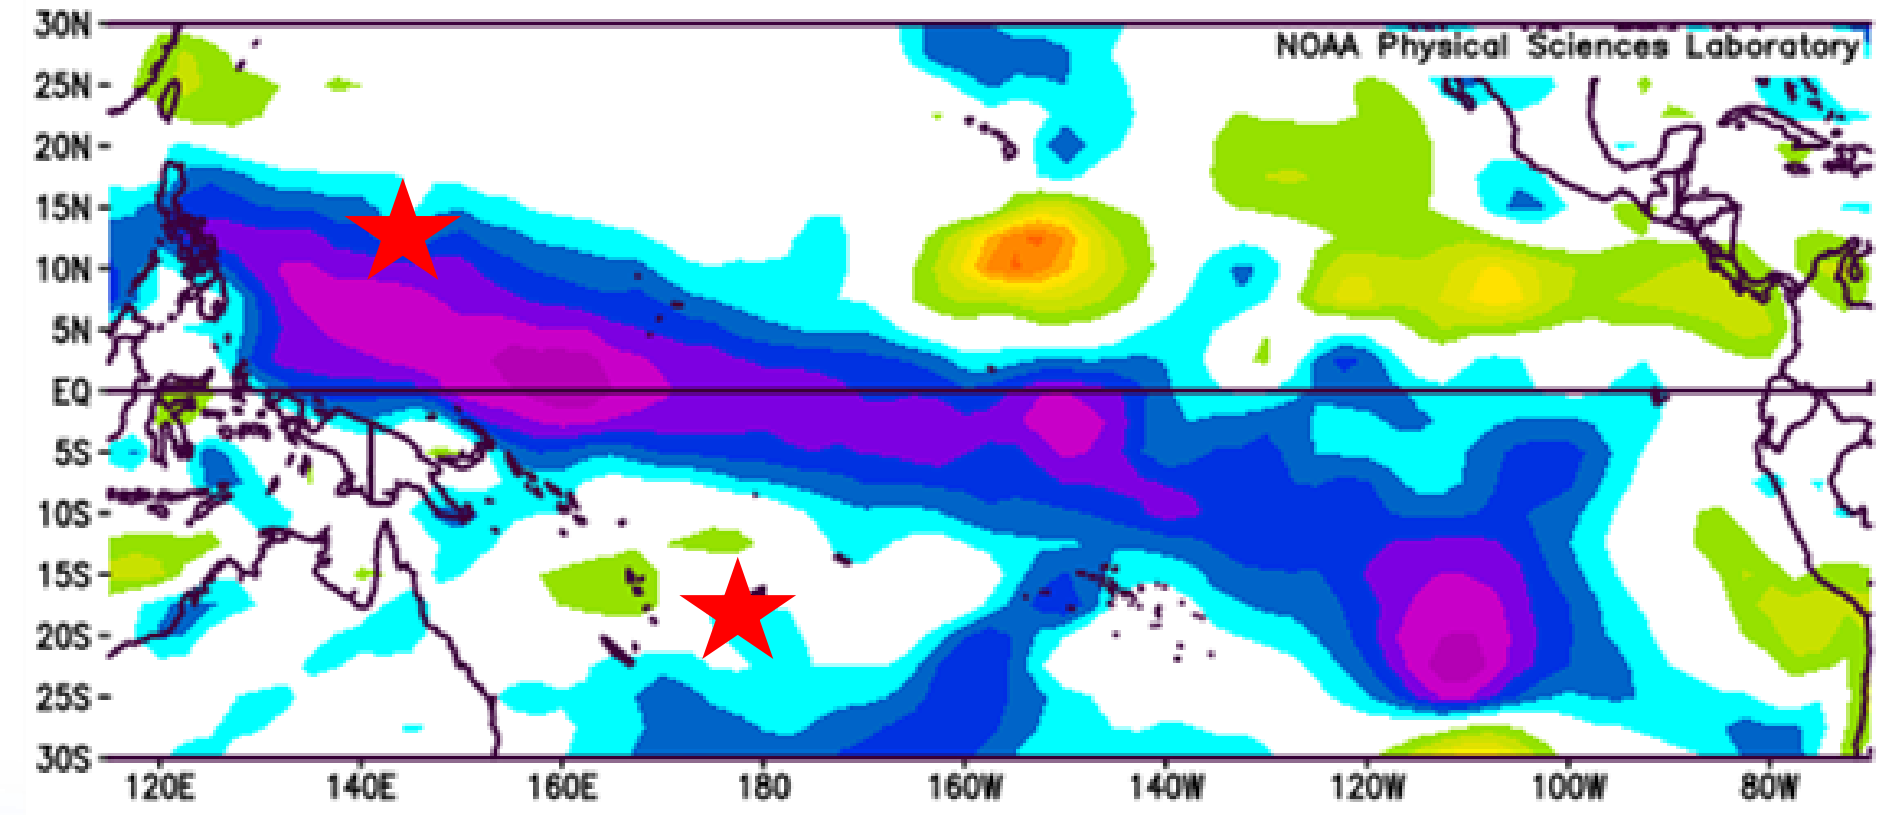 30N
NOAA Physical Sciences Laboratory
25N
20N
15N
10N
5N
EQ
5S
10S
15S
20S
25S
30S
120E 140E 160E 180 160W 140W 120W 100W 80W